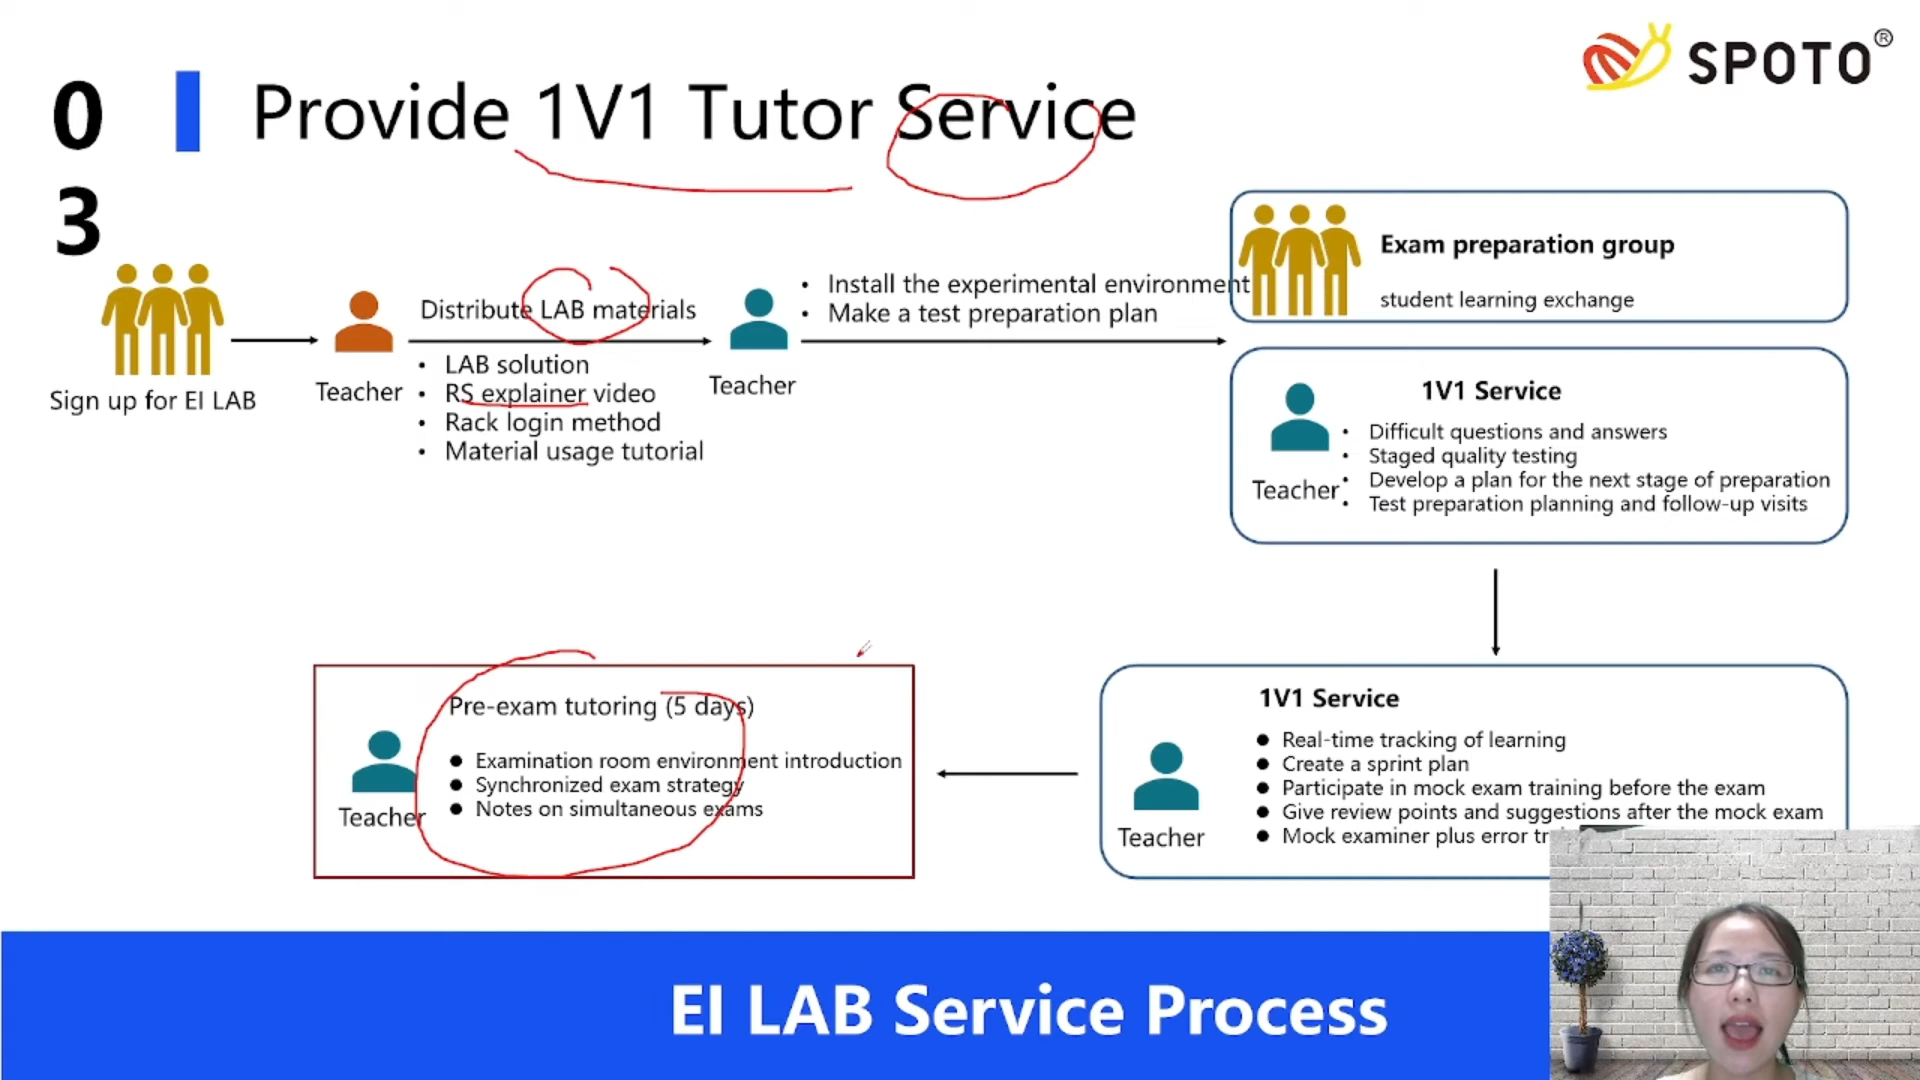 SPOTO®
03
Provide 1V1 Tutor Service
Sign up for EI LAB
Teacher
Distribute LAB materials
• LAB solution
• RS explainer video
• Rack login method
• Material usage tutorial
Teacher
• Install the experimental environment
• Make a test preparation plan
Exam preparation group
student learning exchange
1V1 Service
Teacher
• Difficult questions and answers
• Staged quality testing
• Develop a plan for the next stage of preparation
• Test preparation planning and follow-up visits
1V1 Service
Teacher
● Real-time tracking of learning
● Create a sprint plan
● Participate in mock exam training before the exam
● Give review points and suggestions after the mock exam
● Mock examiner plus error
Pre-exam tutoring (5 days)
Teacher
● Examination room environment introduction
● Synchronized exam strategy
● Notes on simultaneous exams
EI LAB Service Process